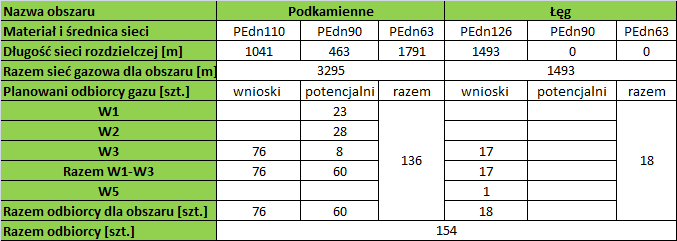 Nazwa obszaru Podkamienne Łęg
Materiał i średnica sieci PEdn110 PEdn90 PEdn63 PEdn126 PEdn90 PEdn63
Długość sieci rozdzielczej [m] 1041 463 1791 1493 0 0
Razem sieć gazowa dla obszaru [m] 3295 1493
Planowani odbiorcy gazu [szt.] wnioski potencjalni razem wnioski potencjalni razem
W1 23
W2 28
W3 76 8 17
136 18
Razem W1-W3 76 60 17
W5 1
Razem odbiorcy dla obszaru [szt.] 76 60 18
Razem odbiorcy [szt.] 154